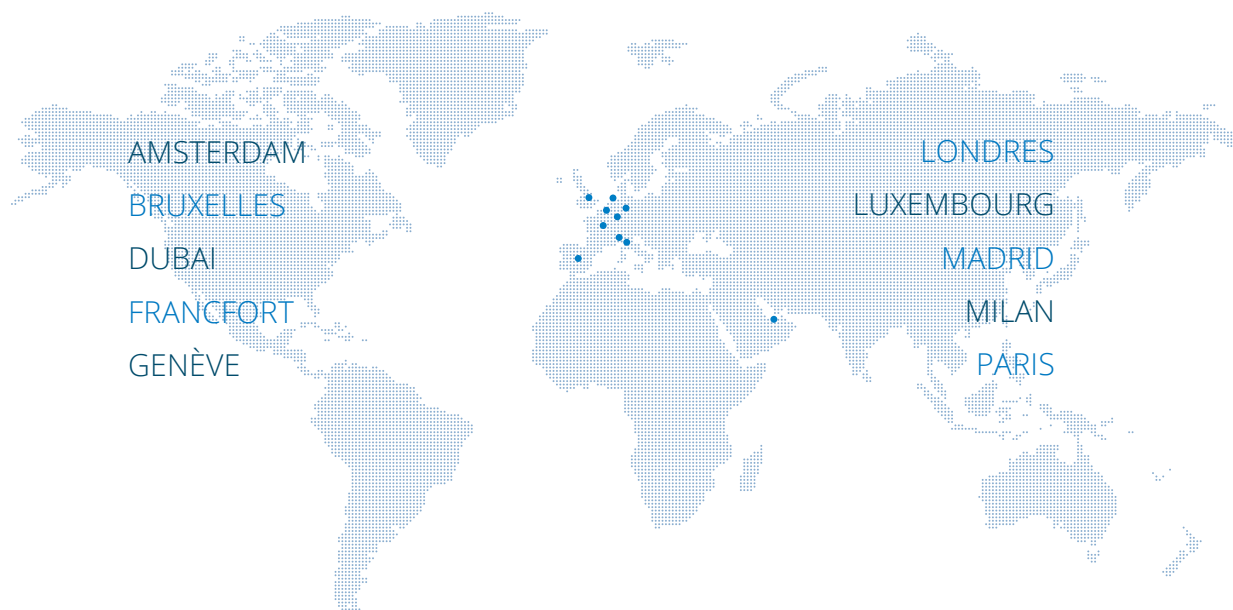 AMSTERDAM
BRUXELLES
DUBAI
FRANCFORT
GENÈVE
LONDRES
LUXEMBOURG
MADRID
MILAN
PARIS